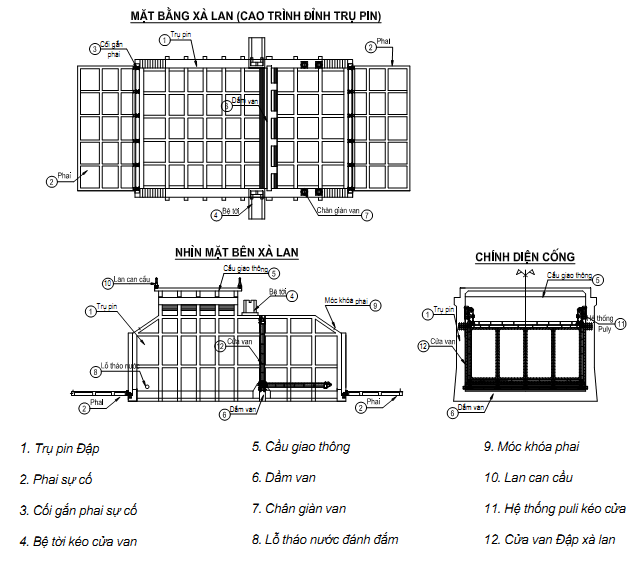 MẶT BẰNG XÀ LAN (CAO TRÌNH ĐỈNH TRỤ PIN)
1 Trụ pin
3 Cối gắn
phai
2 Phai
6 Dầm van
2 Phai
4 Bệ tời
Chân giàn van 7
NHÌN MẶT BÊN XÀ LAN
10 Lan can cầu
Cầu giao thông 5
Bệ tời 4
Móc khóa phai 9
1 Trụ pin
12 Cửa van
8 Lỗ tháo nước
2 Phai
6 Dầm van
2 Phai
CHÍNH DIỆN CỐNG
Cầu giao thông 5
1 Trụ pin
Hệ thống
Puly 11
12 Cửa van
6 Dầm van
1. Trụ pin Đập
2. Phai sự cố
3. Cối gắn phai sự cố
4. Bệ tời kéo cửa van
5. Cầu giao thông
6. Dầm van
7. Chân giàn van
8. Lỗ tháo nước đánh đắm
9. Móc khóa phai
10. Lan can cầu
11. Hệ thống puli kéo cửa
12. Cửa van Đập xà lan